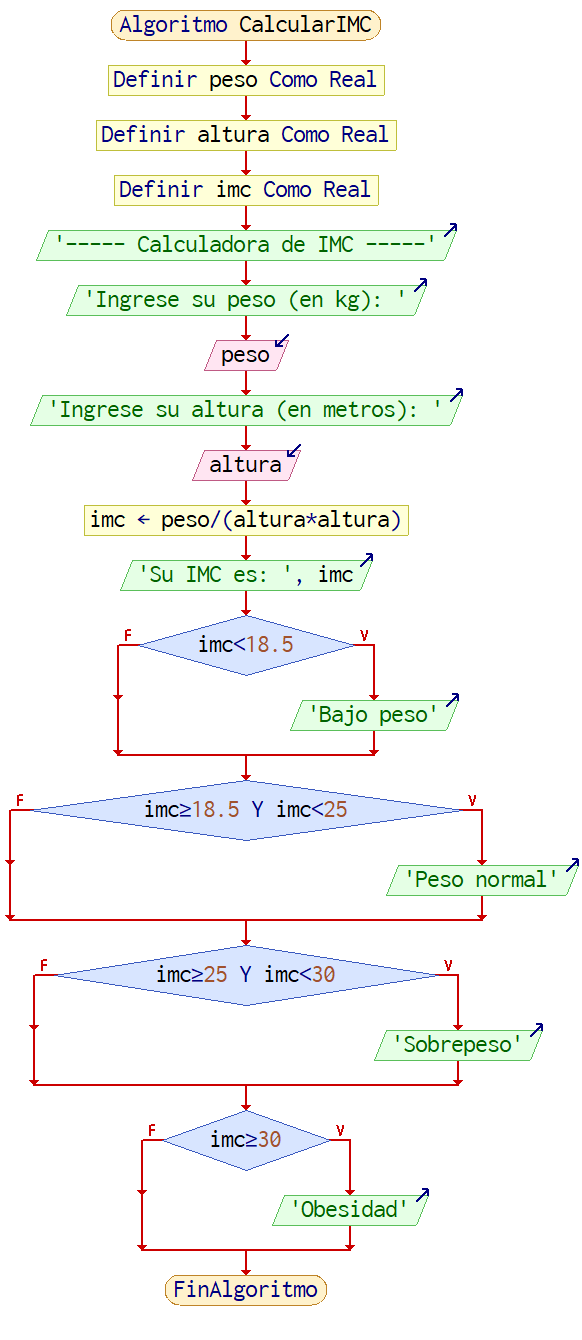 Algoritmo CalcularIMC
Definir peso Como Real
Definir altura Como Real
Definir imc Como Real
'----- Calculadora de IMC -----'
'Ingrese su peso (en kg): '
peso
'Ingrese su altura (en metros): '
altura
imc ← peso/(altura*altura)
'Su IMC es: ', imc
F V
imc<18.5
'Bajo peso'
F V
imc≥18.5 Y imc<25
'Peso normal'
F V
imc≥25 Y imc<30
'Sobrepeso'
F V
imc≥30
'Obesidad'
FinAlgoritmo